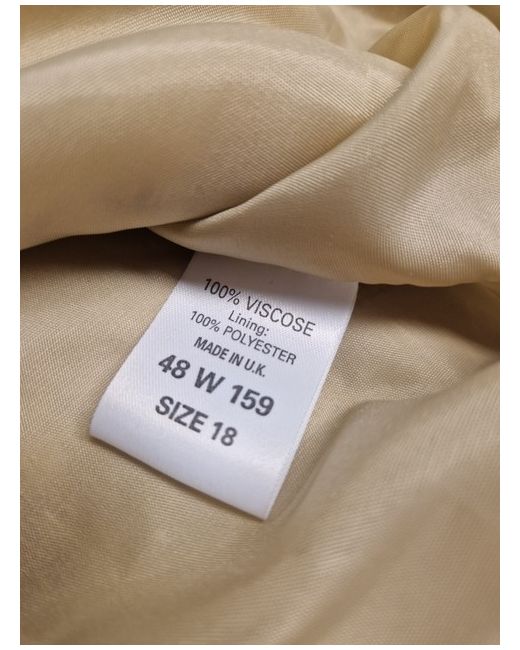 100% VISCOSE
Lining:
100% POLYESTER
MADE IN U.K.
48 W 159
SIZE 18